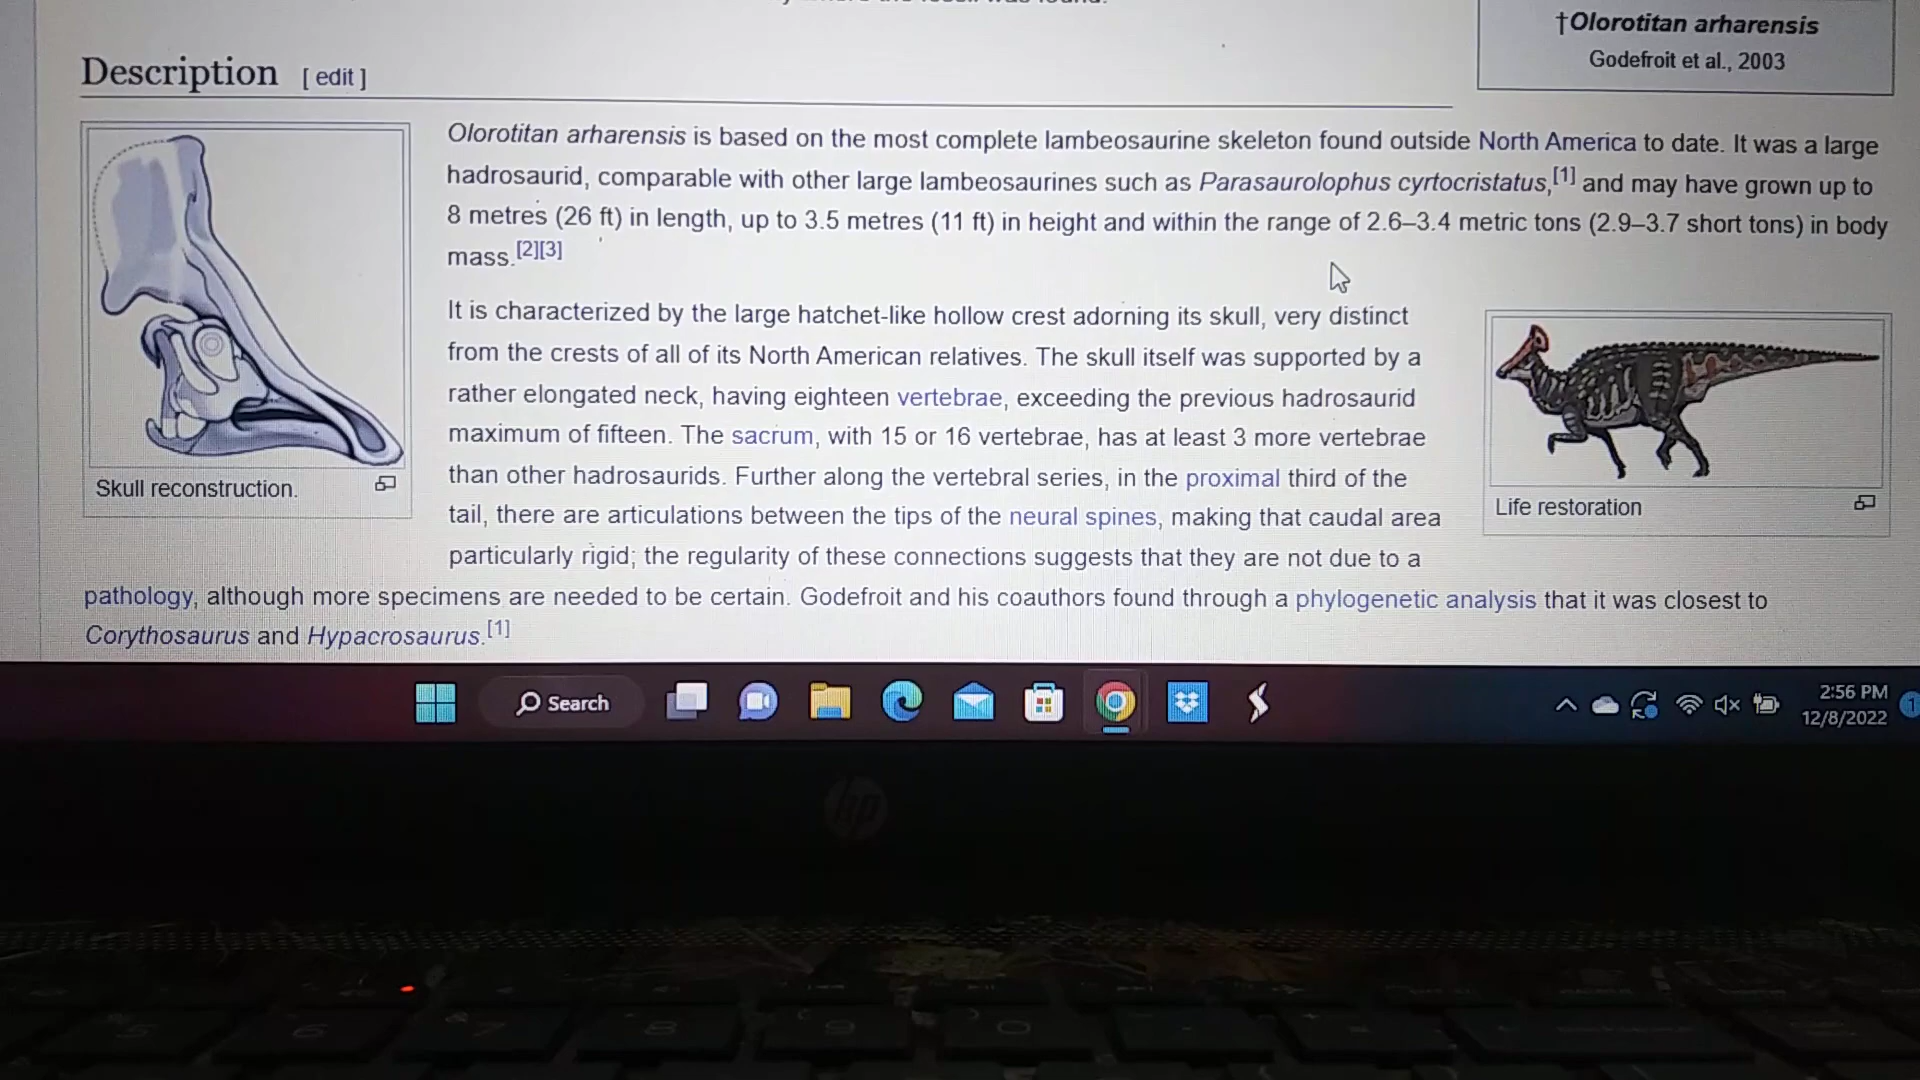 †Olorotitan arharensis
Godefroit et al., 2003
Description [ edit ]
Olorotitan arharensis is based on the most complete lambeosaurine skeleton found outside North America to date. It was a large
hadrosaurid, comparable with other large lambeosaurines such as Parasaurolophus cyrtocristatus,[1] and may have grown up to
8 metres (26 ft) in length, up to 3.5 metres (11 ft) in height and within the range of 2.6–3.4 metric tons (2.9–3.7 short tons) in body
mass.[2][3]
It is characterized by the large hatchet-like hollow crest adorning its skull, very distinct
from the crests of all of its North American relatives. The skull itself was supported by a
rather elongated neck, having eighteen vertebrae, exceeding the previous hadrosaurid
maximum of fifteen. The sacrum, with 15 or 16 vertebrae, has at least 3 more vertebrae
than other hadrosaurids. Further along the vertebral series, in the proximal third of the
tail, there are articulations between the tips of the neural spines, making that caudal area
particularly rigid; the regularity of these connections suggests that they are not due to a
pathology, although more specimens are needed to be certain. Godefroit and his coauthors found through a phylogenetic analysis that it was closest to
Corythosaurus and Hypacrosaurus.[1]
Skull reconstruction.
Life restoration
Search
2:56 PM
12/8/2022
1
hp
5 6 7 8 9 0